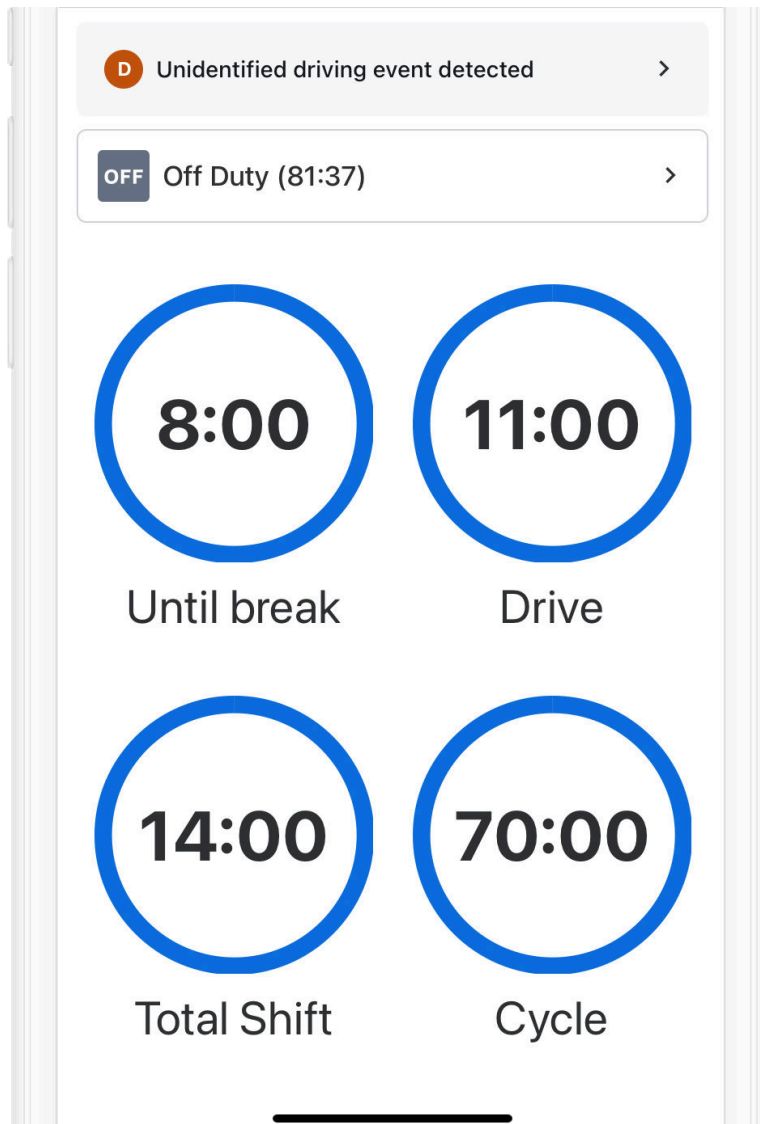 D Unidentified driving event detected
OFF Off Duty (81:37)
8:00 11:00
Until break Drive
14:00 70:00
Total Shift Cycle